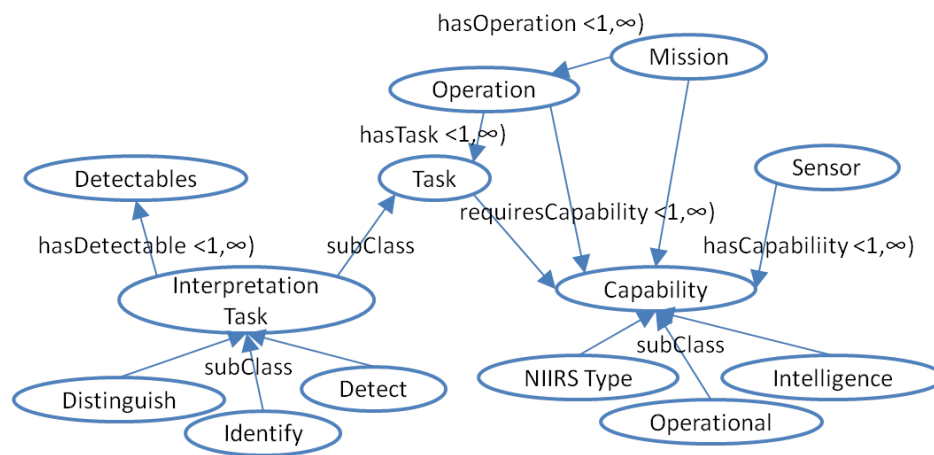 hasOperation <1,∞)
Mission
Operation
hasTask <1,∞)
Detectables
Task
Sensor
requiresCapability <1,∞)
hasDetectable <1,∞)
subClass
hasCapabiliity <1,∞)
Interpretation
Task
Capability
subClass
subClass
Distinguish
Detect
NIIRS Type
Intelligence
Identify
Operational